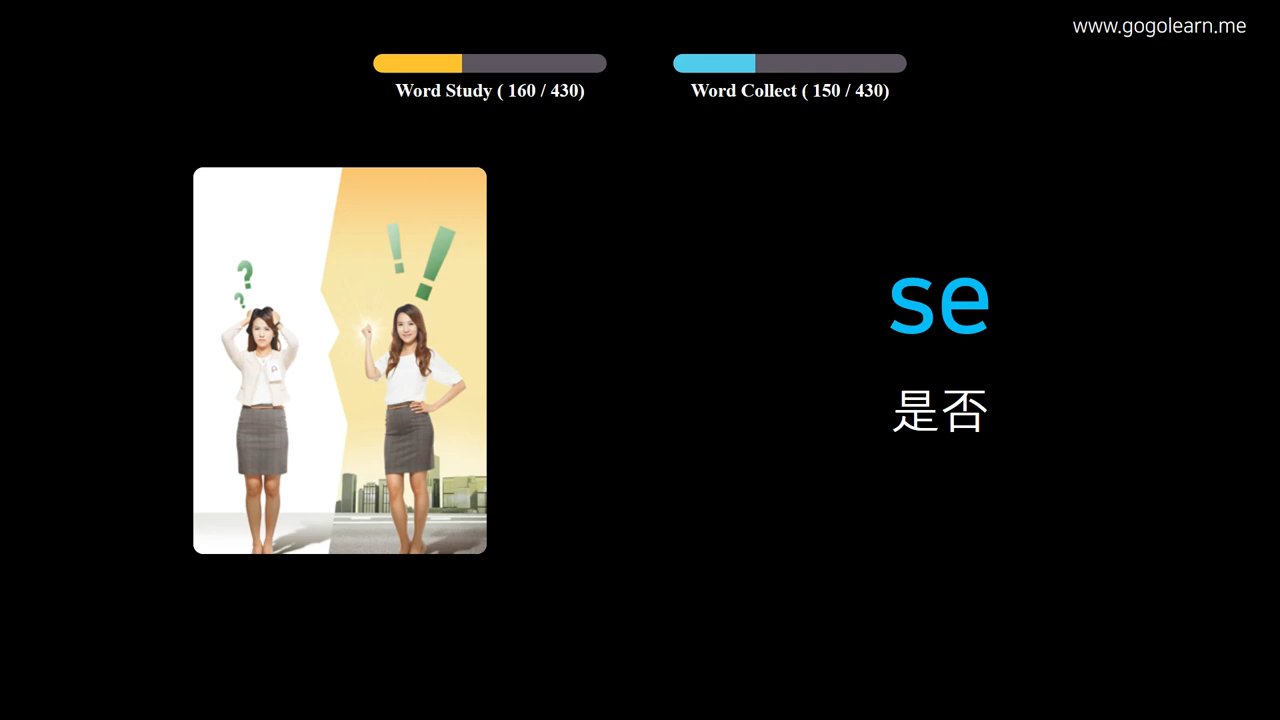 www.gogolearn.me
Word Study ( 160 / 430)
Word Collect ( 150 / 430)
? ?
! !
se
是否